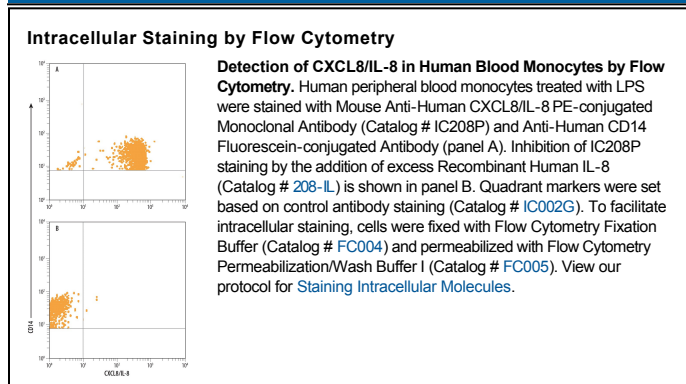 Intracellular Staining by Flow Cytometry
A
CD14
B
CXCL8/IL-8
Detection of CXCL8/IL-8 in Human Blood Monocytes by Flow
Cytometry. Human peripheral blood monocytes treated with LPS
were stained with Mouse Anti-Human CXCL8/IL-8 PE-conjugated
Monoclonal Antibody (Catalog # IC208P) and Anti-Human CD14
Fluorescein-conjugated Antibody (panel A). Inhibition of IC208P
staining by the addition of excess Recombinant Human IL-8
(Catalog # 208-IL) is shown in panel B. Quadrant markers were set
based on control antibody staining (Catalog # IC002G). To facilitate
intracellular staining, cells were fixed with Flow Cytometry Fixation
Buffer (Catalog # FC004) and permeabilized with Flow Cytometry
Permeabilization/Wash Buffer I (Catalog # FC005). View our
protocol for Staining Intracellular Molecules.